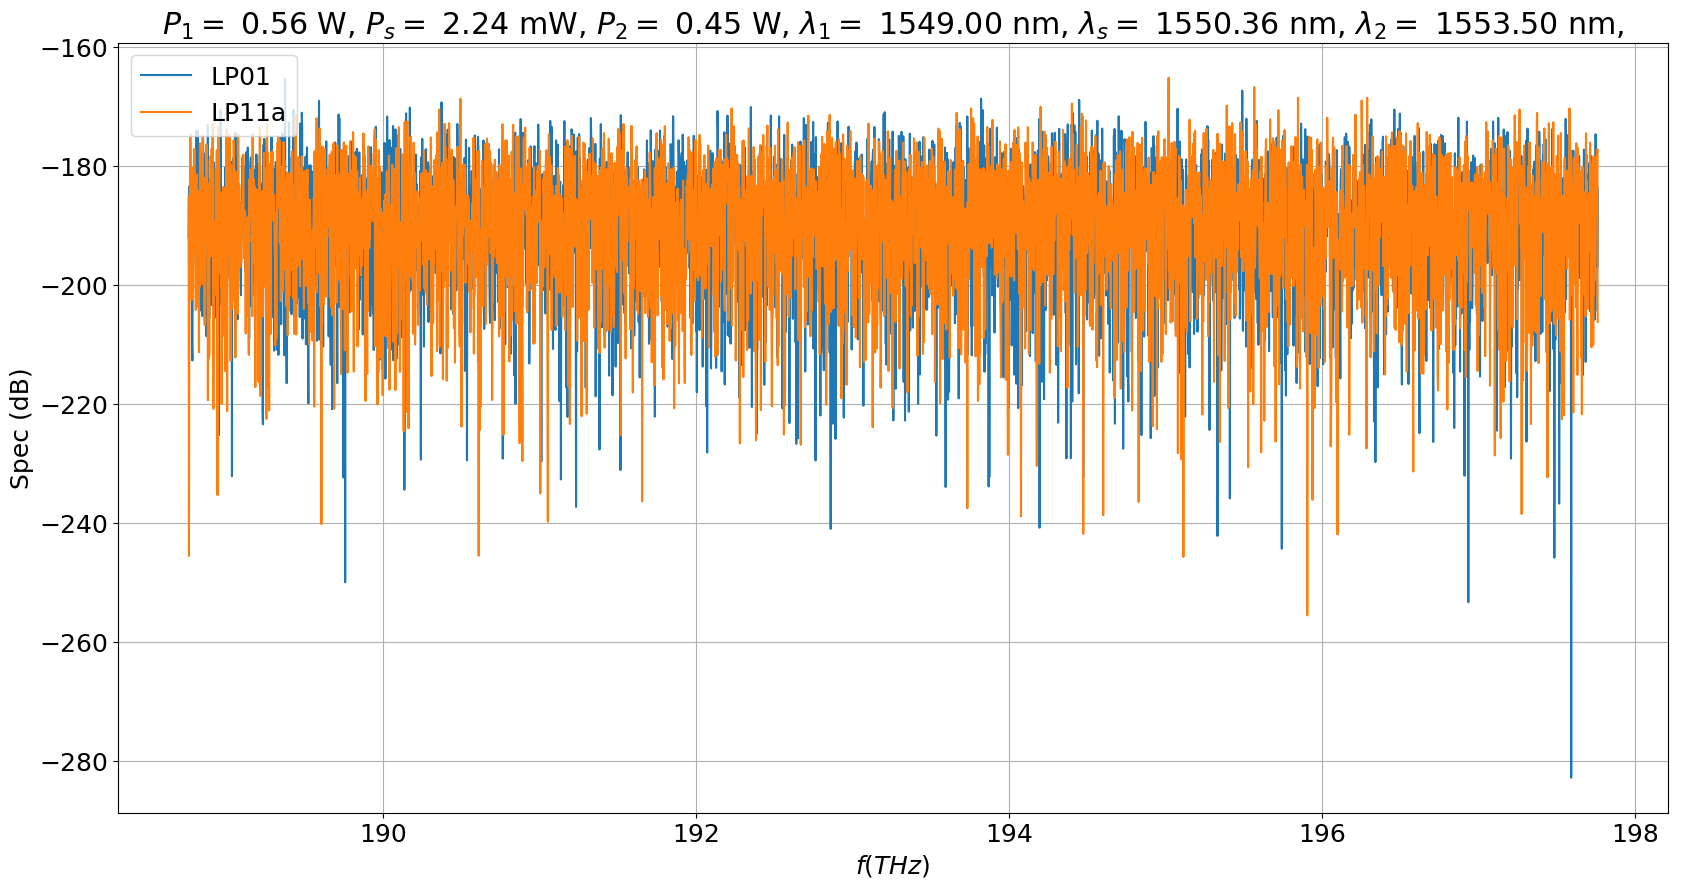 P₁ = 0.56 W, Pₛ = 2.24 mW, P₂ = 0.45 W, λ₁ = 1549.00 nm, λₛ = 1550.36 nm, λ₂ = 1553.50 nm,
−160
−180
−200
−220
−240
−260
−280
Spec (dB)
LP01
LP11a
190
192
194
196
198
f(THz)